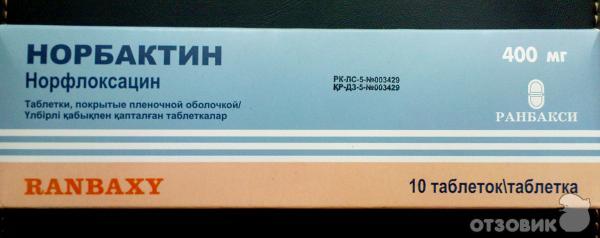 НОРБАКТИН
400 мг
Норфлоксацин
РК-ЛС-5-№003429
ҚР-ДЗ-5-№003429
Таблетки, покрытые пленочной оболочкой/
Үлбірлі қабықпен қапталған таблеткалар
РАНБАКСИ
RANBAXY
10 таблеток\таблетка
ОТЗОВИК